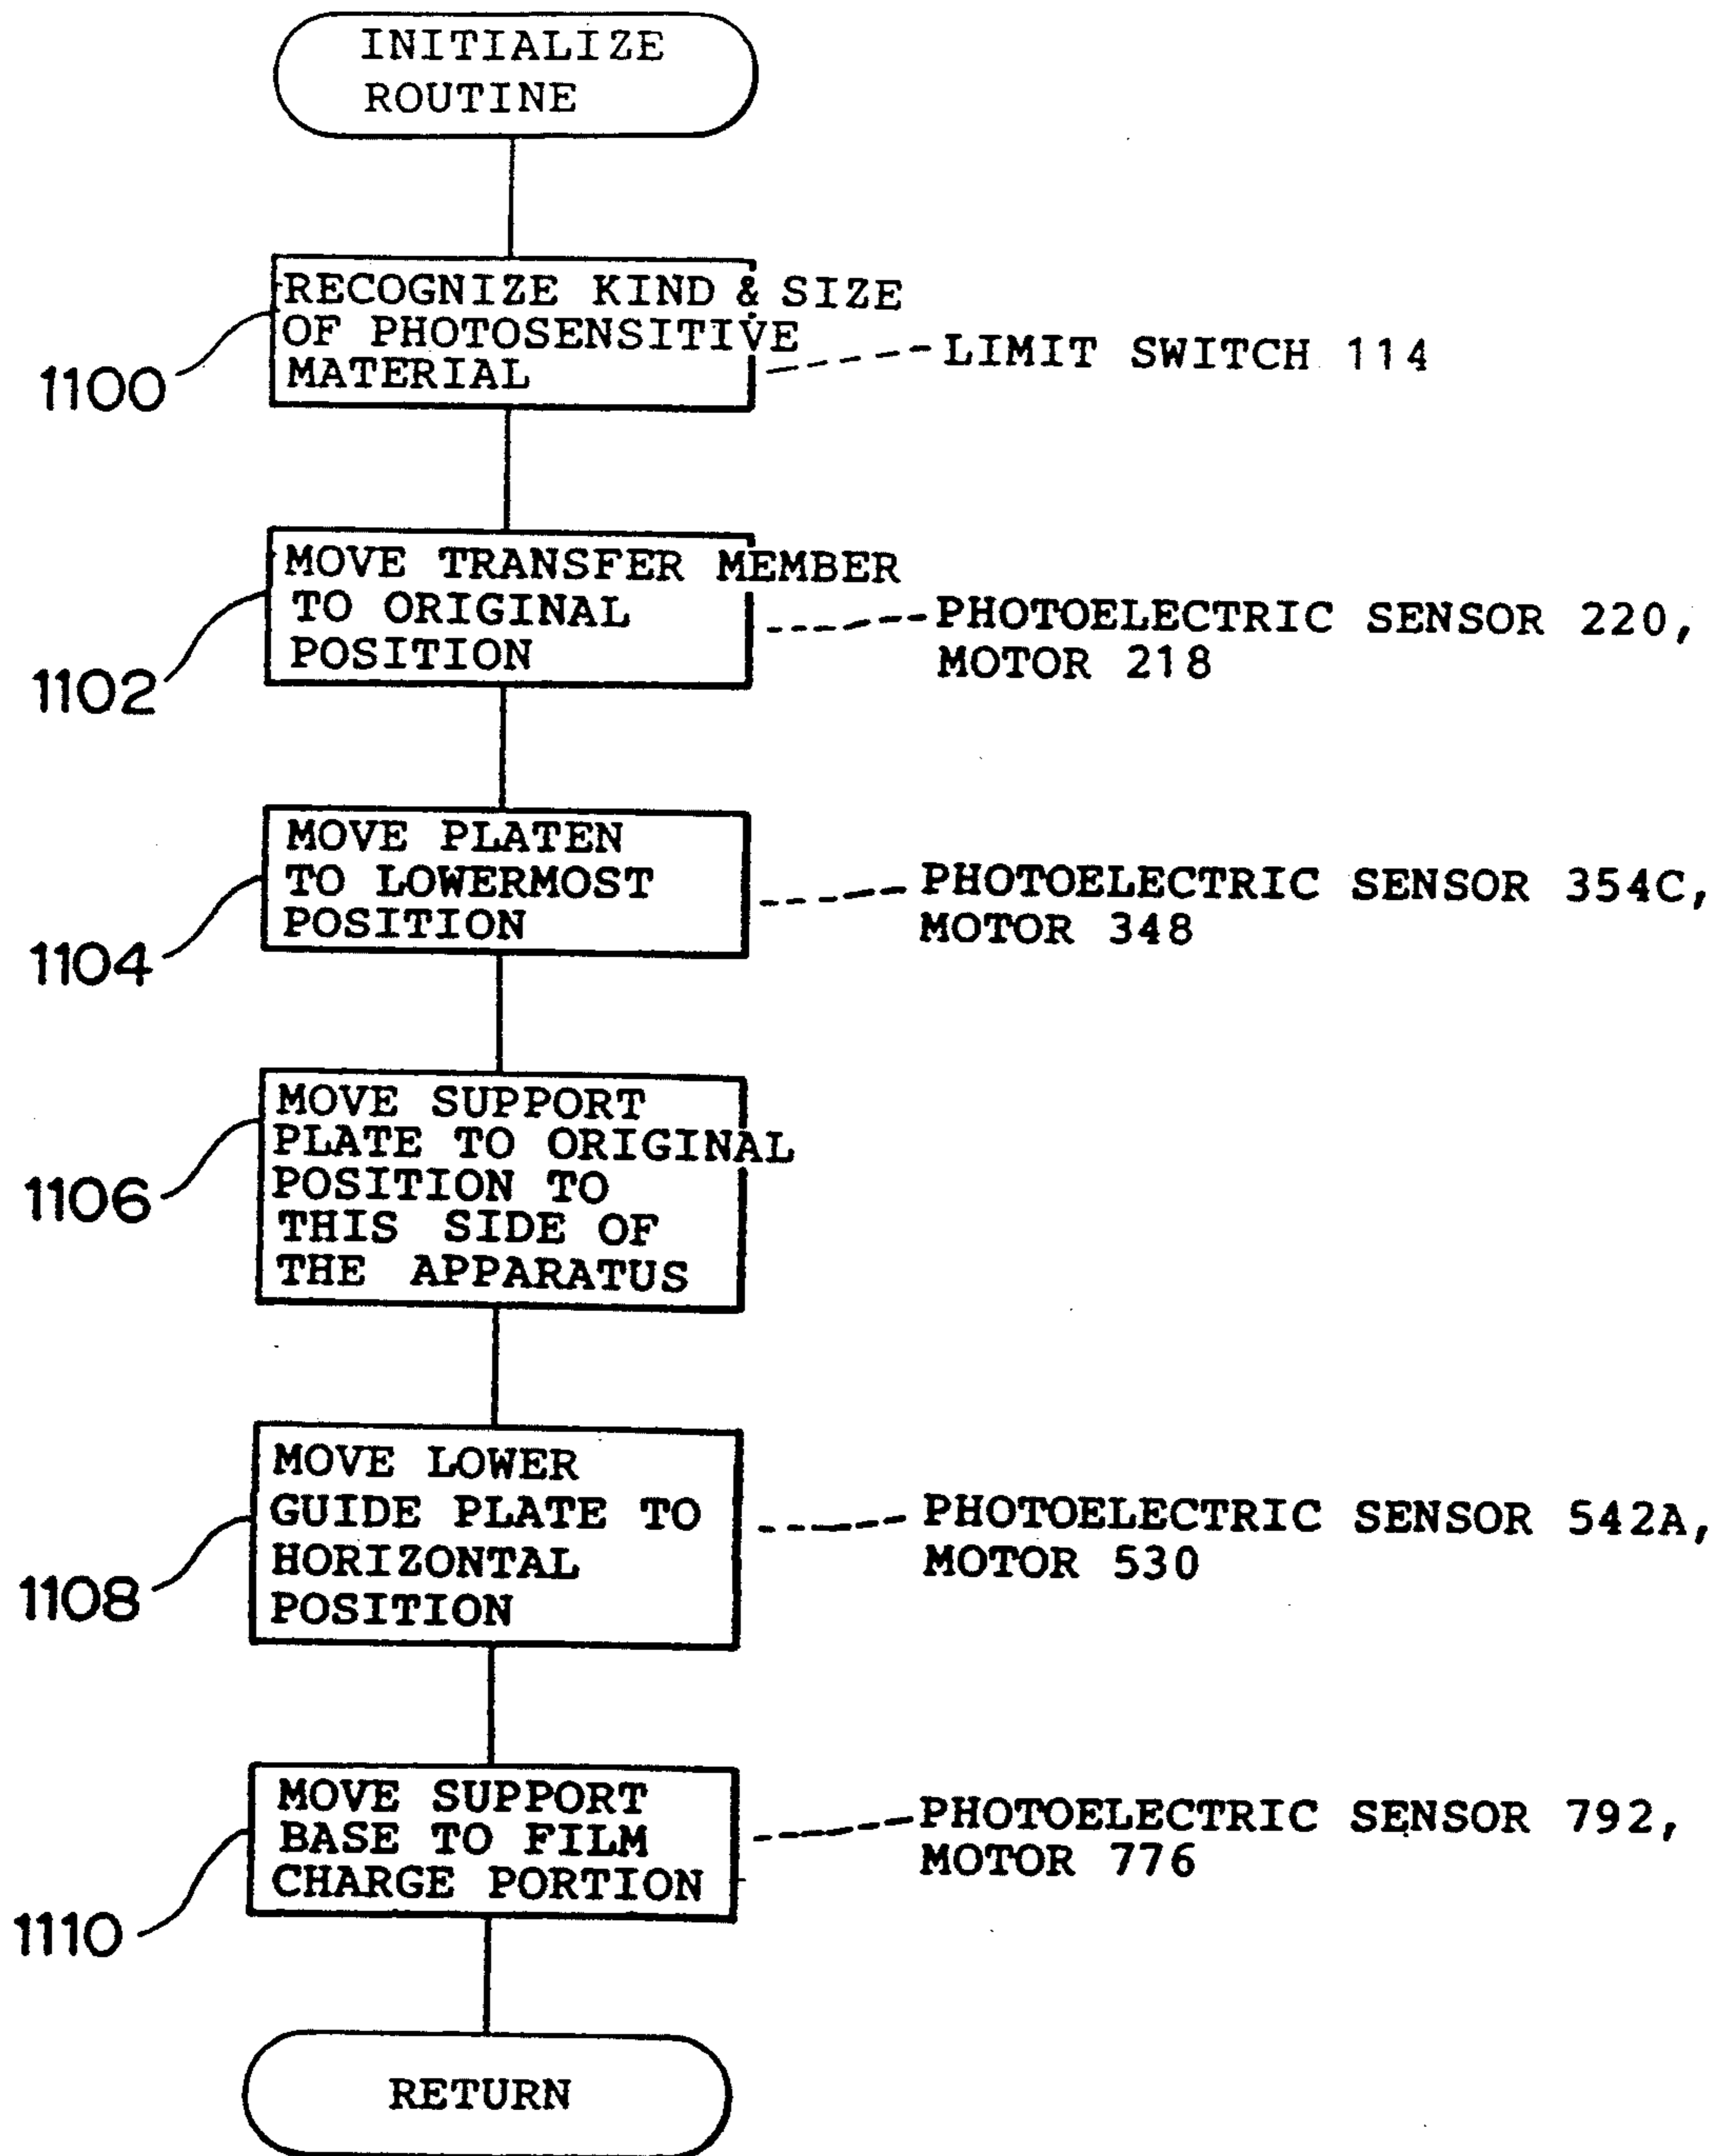 INITIALIZE
ROUTINE
RECOGNIZE KIND & SIZE
OF PHOTOSENSITIVE
MATERIAL
LIMIT SWITCH 114
1100
MOVE TRANSFER MEMBER
TO ORIGINAL
POSITION
PHOTOELECTRIC SENSOR 220,
MOTOR 218
1102
MOVE PLATEN
TO LOWERMOST
POSITION
PHOTOELECTRIC SENSOR 354C,
MOTOR 348
1104
MOVE SUPPORT
PLATE TO ORIGINAL
POSITION TO
THIS SIDE OF
THE APPARATUS
1106
MOVE LOWER
GUIDE PLATE TO
HORIZONTAL
POSITION
PHOTOELECTRIC SENSOR 542A,
MOTOR 530
1108
MOVE SUPPORT
BASE TO FILM
CHARGE PORTION
PHOTOELECTRIC SENSOR 792,
MOTOR 776
1110
RETURN